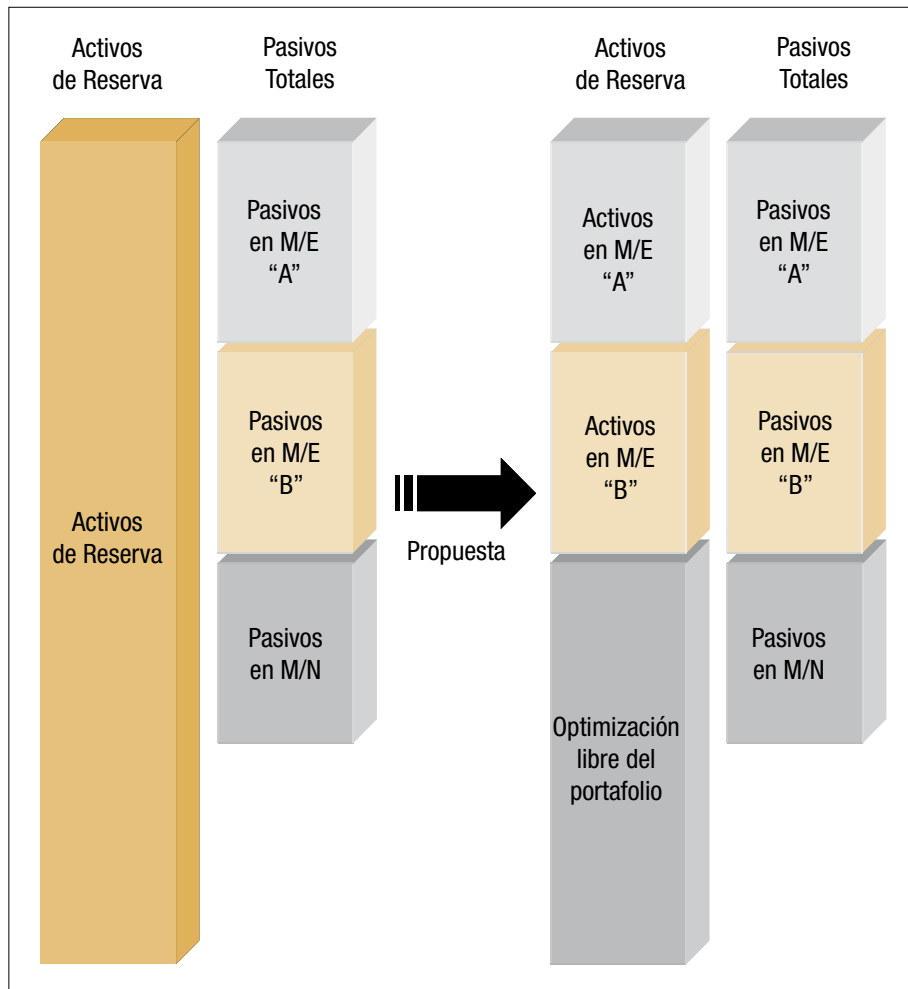 Activos
de Reserva
Pasivos
Totales
Activos
de Reserva
Pasivos
Totales
Activos
de Reserva
Pasivos
en M/E
“A”
Pasivos
en M/E
“B”
Pasivos
en M/N
Propuesta
Activos
en M/E
“A”
Activos
en M/E
“B”
Optimización
libre del
portafolio
Pasivos
en M/E
“A”
Pasivos
en M/E
“B”
Pasivos
en M/N